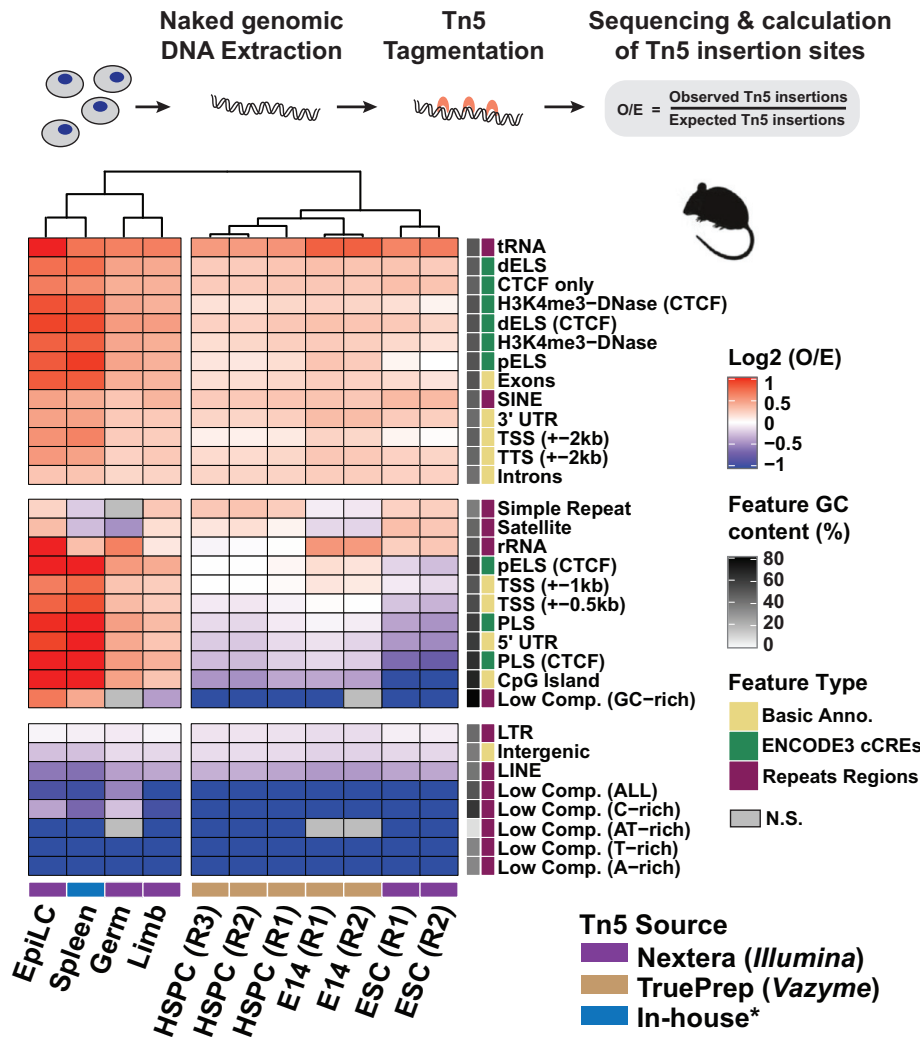 Naked genomic
DNA Extraction
Tn5
Tagmentation
Sequencing & calculation
of Tn5 insertion sites
O/E = Observed Tn5 insertions
Expected Tn5 insertions
tRNA
dELS
CTCF only
H3K4me3−DNase (CTCF)
dELS (CTCF)
H3K4me3−DNase
pELS
Exons
SINE
3' UTR
TSS (+−2kb)
TTS (+−2kb)
Introns
Simple Repeat
Satellite
rRNA
pELS (CTCF)
TSS (+−1kb)
TSS (+−0.5kb)
PLS
5' UTR
PLS (CTCF)
CpG Island
Low Comp. (GC−rich)
LTR
Intergenic
LINE
Low Comp. (ALL)
Low Comp. (C−rich)
Low Comp. (AT−rich)
Low Comp. (T−rich)
Low Comp. (A−rich)
Log2 (O/E)
1
0.5
0
−0.5
−1
Feature GC
content (%)
80
60
40
20
0
Feature Type
Basic Anno.
ENCODE3 cCREs
Repeats Regions
N.S.
EpiLC
Spleen
Germ
Limb
HSPC (R3)
HSPC (R2)
HSPC (R1)
E14 (R1)
E14 (R2)
ESC (R1)
ESC (R2)
Tn5 Source
Nextera (Illumina)
TruePrep (Vazyme)
In-house*